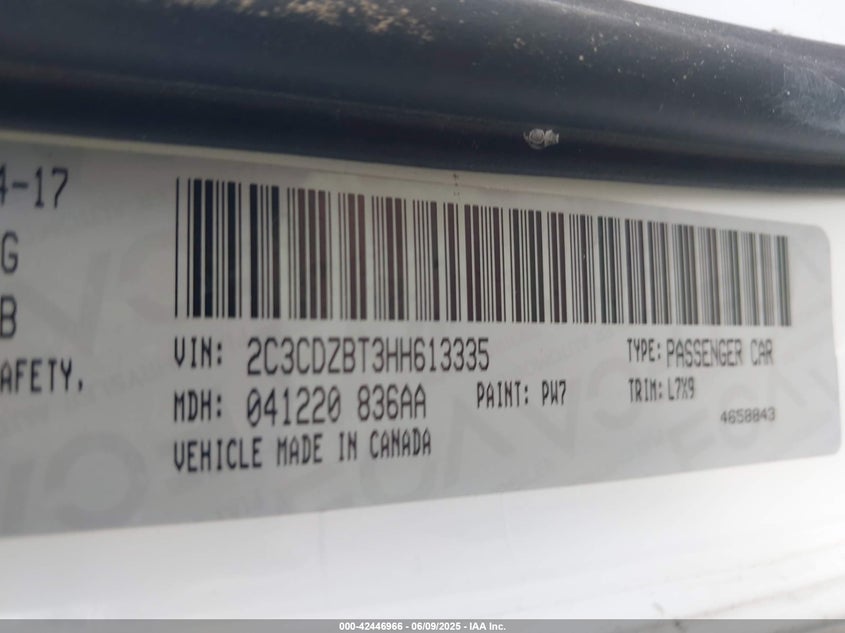 4-17
G
B
AFETY,
VIN: 2C3CDZBT3HH613335
TYPE: PASSENGER CAR
MDH: 041220 836AA
PAINT: PW7
TRIM: L7X9
4658843
VEHICLE MADE IN CANADA
000-42446966 - 06/09/2025 - IAA Inc.